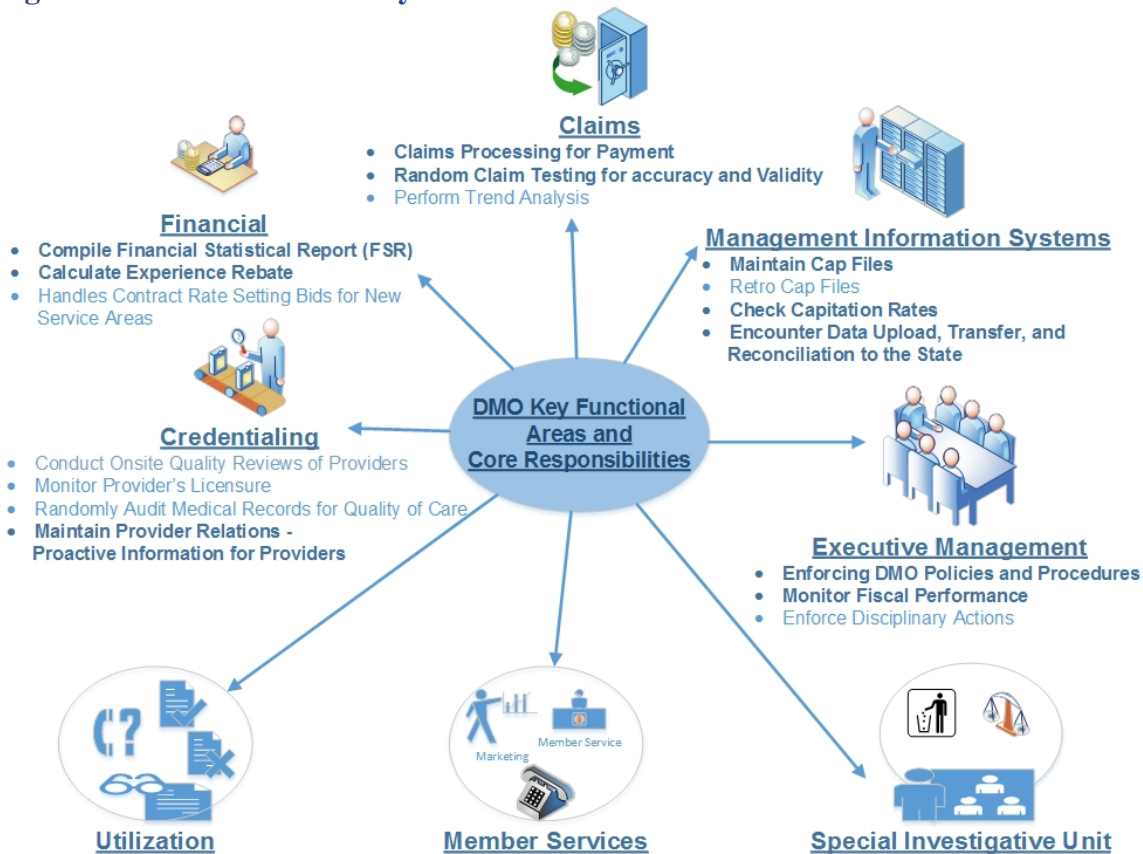 Claims
• Claims Processing for Payment
• Random Claim Testing for accuracy and Validity
• Perform Trend Analysis
Financial
• Compile Financial Statistical Report (FSR)
• Calculate Experience Rebate
• Handles Contract Rate Setting Bids for New
Service Areas
Management Information Systems
• Maintain Cap Files
• Retro Cap Files
• Check Capitation Rates
• Encounter Data Upload, Transfer, and
Reconciliation to the State
DMO Key Functional
Areas and
Core Responsibilities
Credentialing
• Conduct Onsite Quality Reviews of Providers
• Monitor Provider's Licensure
• Randomly Audit Medical Records for Quality of Care
• Maintain Provider Relations -
Proactive Information for Providers
Executive Management
• Enforcing DMO Policies and Procedures
• Monitor Fiscal Performance
• Enforce Disciplinary Actions
?
Marketing
Member Service
Utilization
Member Services
Special Investigative Unit